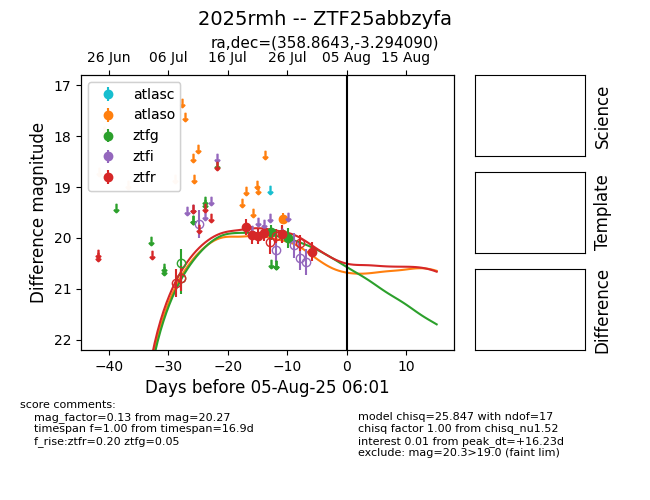 2025rmh -- ZTF25abbzyfa
ra,dec=(358.8643,-3.294090)
26 Jun 06 Jul 16 Jul 26 Jul 05 Aug 15 Aug
17
18
19
20
21
22
Difference magnitude
atlasc
atlaso
ztfg
ztfi
ztfr
−40 −30 −20 −10 0 10
Days before 05-Aug-25 06:01
Science
Template
Difference
score comments:
mag_factor=0.13 from mag=20.27
timespan f=1.00 from timespan=16.9d
f_rise:ztfr=0.20 ztfg=0.05
model chisq=25.847 with ndof=17
chisq factor 1.00 from chisq_nu1.52
interest 0.01 from peak_dt=+16.23d
exclude: mag=20.3>19.0 (faint lim)